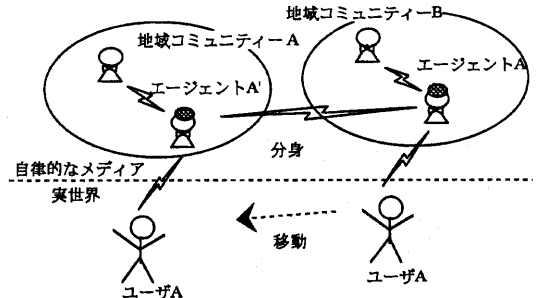 地域コミュニティーA
地域コミュニティーB
エージェントA'
エージェントA
分身
自律的なメディア
実世界
移動
ユーザA
ユーザA